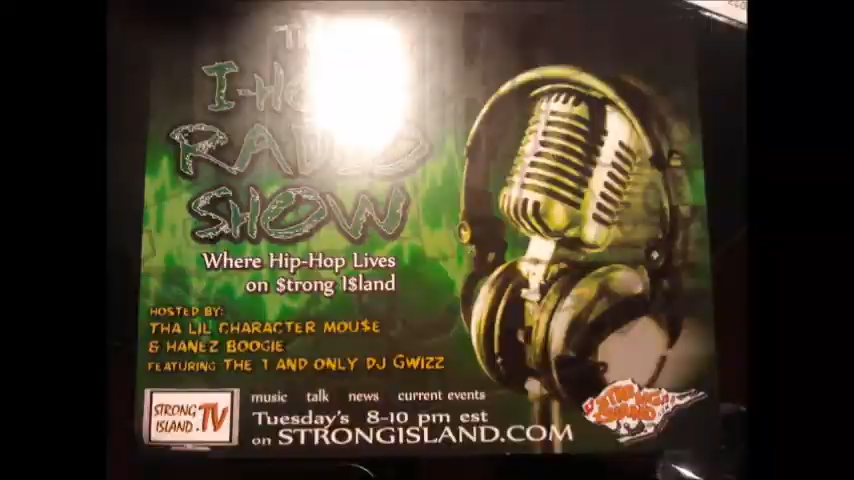 SHOW
Where Hip-Hop Lives
on $trong I$land
HOSTED BY:
THA LIL CHARACTER MOU$E
& HANEZ BOOGIE
FEATURING THE 1 AND ONLY DJ GWIZZ
music talk news current events
Tuesday's 8-10 pm est
on STRONGISLAND.COM
STRONG
ISLAND.TV
STRONG
ISLAND